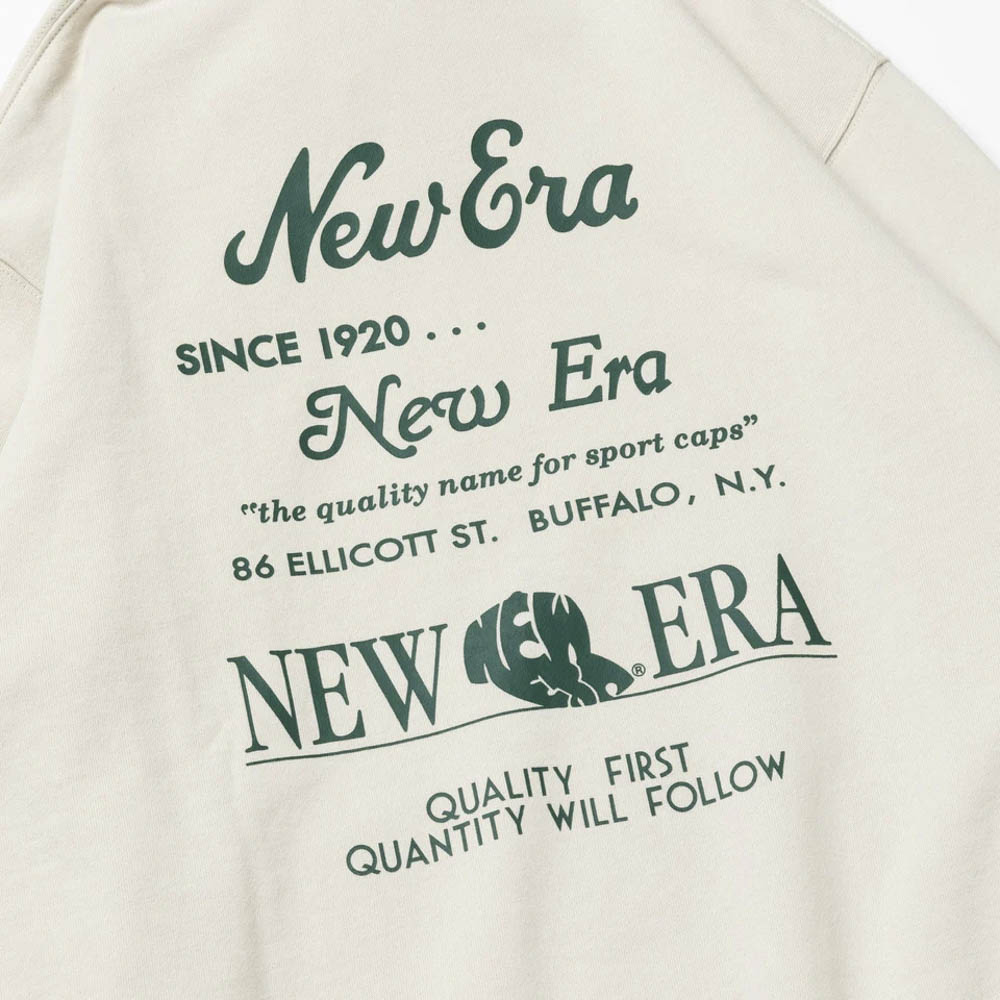 New Era
SINCE 1920...
New Era
"the quality name for sport caps"
86 ELLICOTT ST. BUFFALO, N.Y.
NEW NEW ERA ® ERA
QUALITY FIRST
QUANTITY WILL FOLLOW